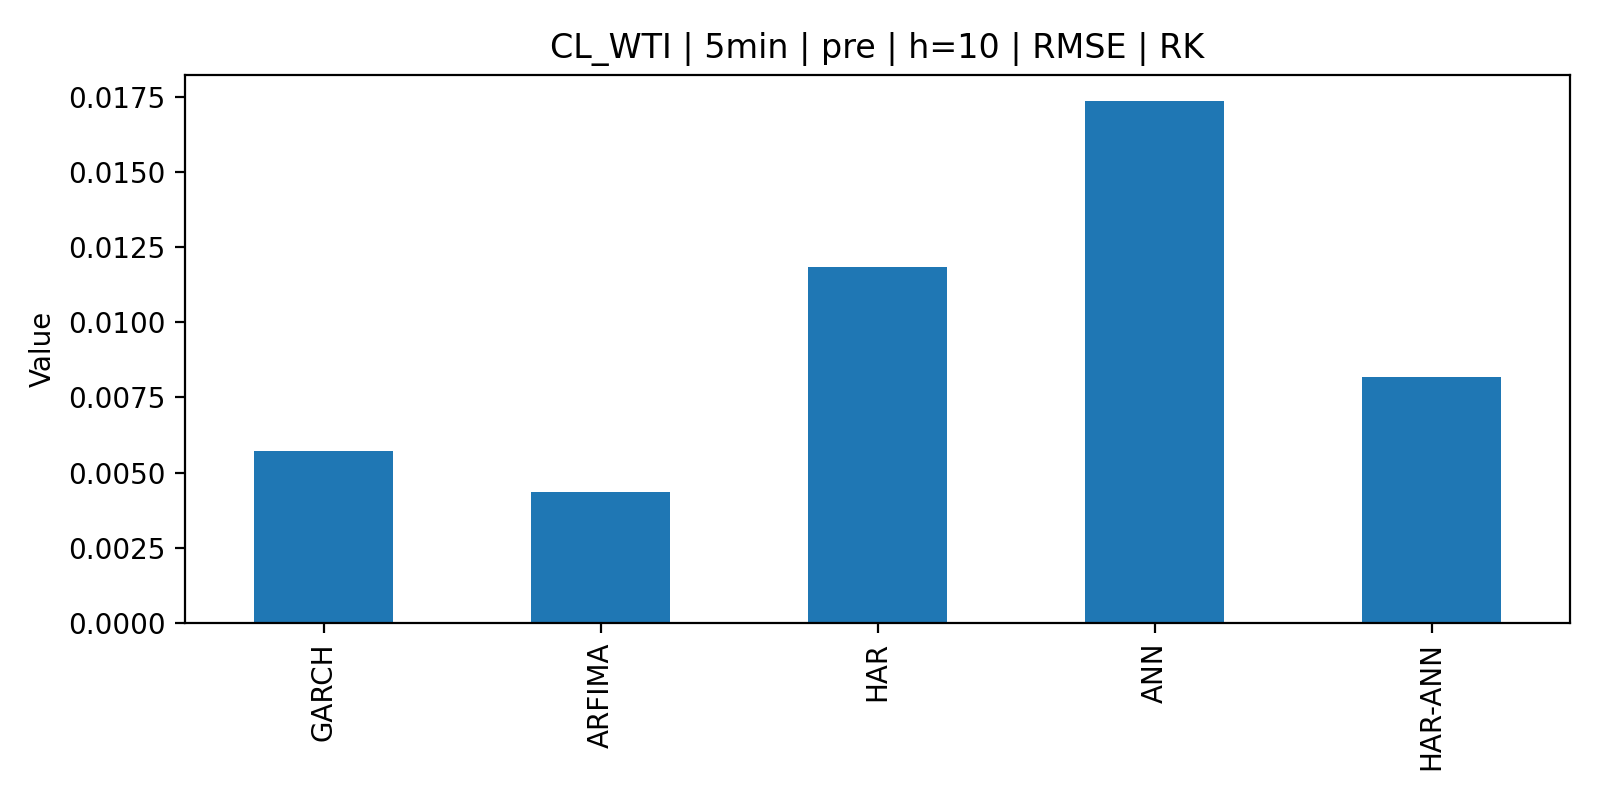 CL_WTI | 5min | pre | h=10 | RMSE | RK
Value
0.0175
0.0150
0.0125
0.0100
0.0075
0.0050
0.0025
0.0000
GARCH
ARFIMA
HAR
ANN
HAR-ANN